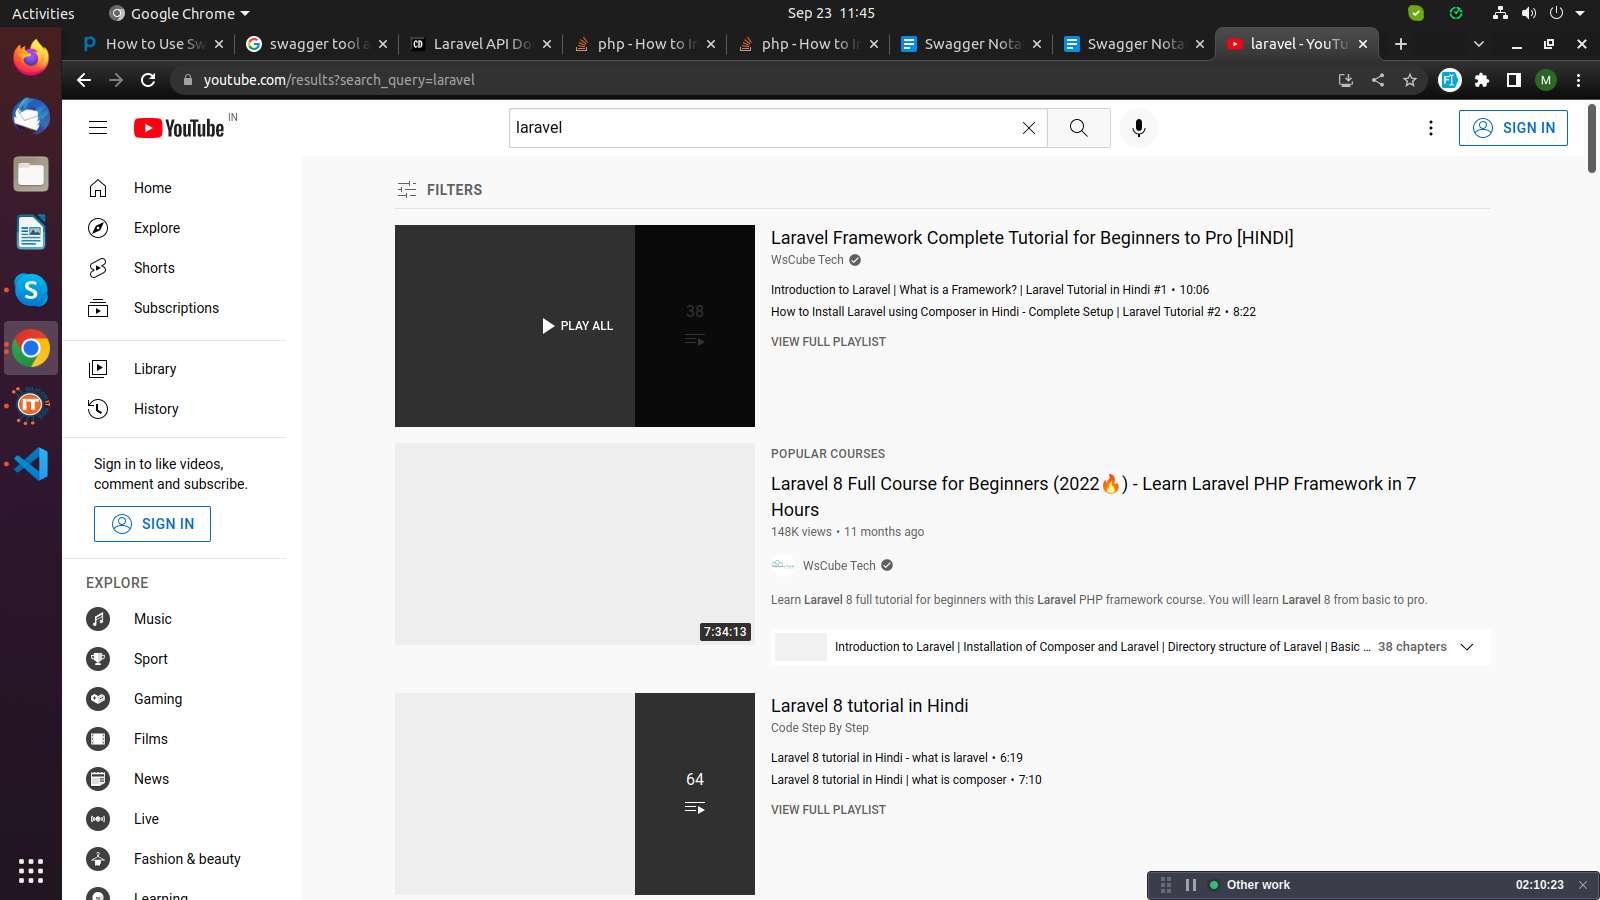 Activities
Google Chrome
Sep 23 11:45
How to Use Sw
swagger tool a
Laravel API Do
php - How to In
php - How to In
Swagger Nota
Swagger Nota
laravel - YouTu
youtube.com/results?search_query=laravel
M
YouTube IN
laravel
SIGN IN
Home
Explore
Shorts
Subscriptions
Library
History
Sign in to like videos,
comment and subscribe.
SIGN IN
EXPLORE
Music
Sport
Gaming
Films
News
Live
Fashion & beauty
Learning
FILTERS
PLAY ALL
38
Laravel Framework Complete Tutorial for Beginners to Pro [HINDI]
WsCube Tech
Introduction to Laravel | What is a Framework? | Laravel Tutorial in Hindi #1 • 10:06
How to Install Laravel using Composer in Hindi - Complete Setup | Laravel Tutorial #2 • 8:22
VIEW FULL PLAYLIST
7:34:13
POPULAR COURSES
Laravel 8 Full Course for Beginners (2022🔥) - Learn Laravel PHP Framework in 7
Hours
148K views • 11 months ago
WsCube Tech
Learn Laravel 8 full tutorial for beginners with this Laravel PHP framework course. You will learn Laravel 8 from basic to pro.
Introduction to Laravel | Installation of Composer and Laravel | Directory structure of Laravel | Basic ... 38 chapters
64
Laravel 8 tutorial in Hindi
Code Step By Step
Laravel 8 tutorial in Hindi - what is laravel • 6:19
Laravel 8 tutorial in Hindi | what is composer • 7:10
VIEW FULL PLAYLIST
Other work 02:10:23